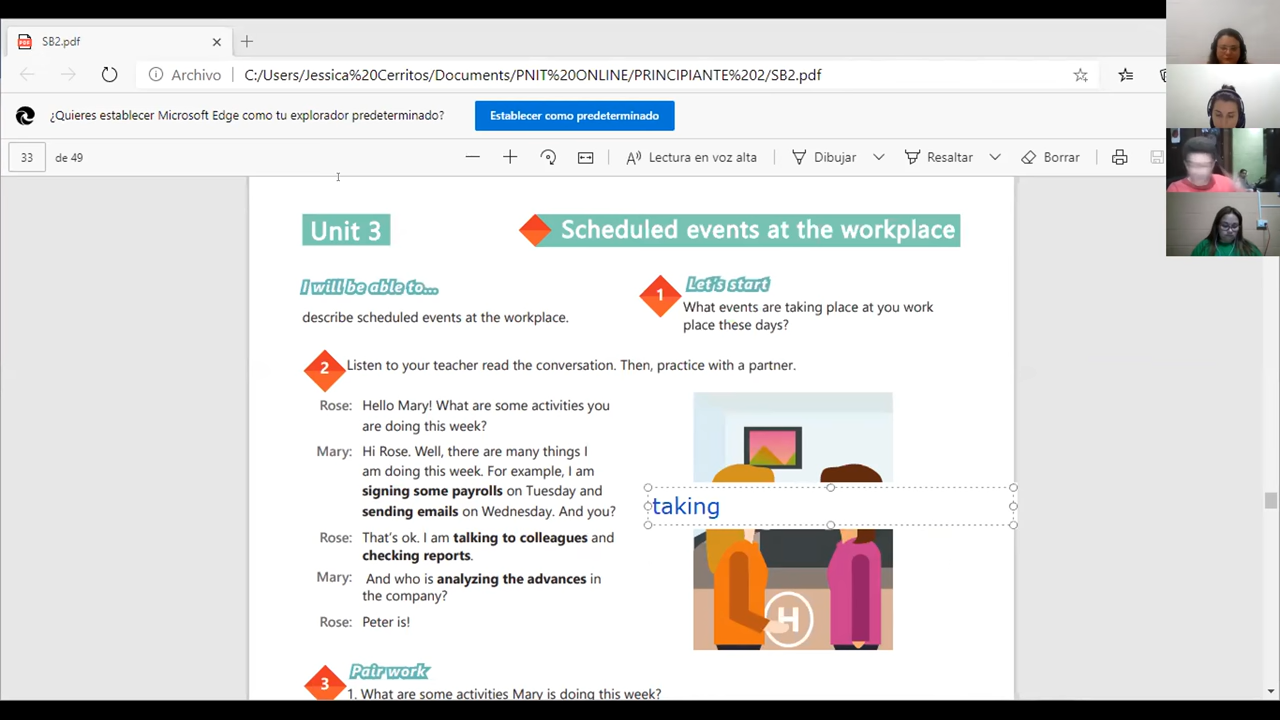 SB2.pdf
Archivo
C:/Users/Jessica%20Cerritos/Documents/PNIT%20ONLINE/PRINCIPIANTE%202/SB2.pdf
¿Quieres establecer Microsoft Edge como tu explorador predeterminado?
Establecer como predeterminado
33 de 49
Lectura en voz alta
Dibujar
Resaltar
Borrar
Unit 3
Scheduled events at the workplace
I will be able to...
describe scheduled events at the workplace.
1
Let's start
What events are taking place at you work
place these days?
2
Listen to your teacher read the conversation. Then, practice with a partner.
Rose: Hello Mary! What are some activities you
are doing this week?
Mary: Hi Rose. Well, there are many things I
am doing this week. For example, I am
signing some payrolls on Tuesday and
sending emails on Wednesday. And you?
Rose: That's ok. I am talking to colleagues and
checking reports.
Mary: And who is analyzing the advances in
the company?
Rose: Peter is!
taking
H
3
Pair work
1. What are some activities Mary is doing this week?